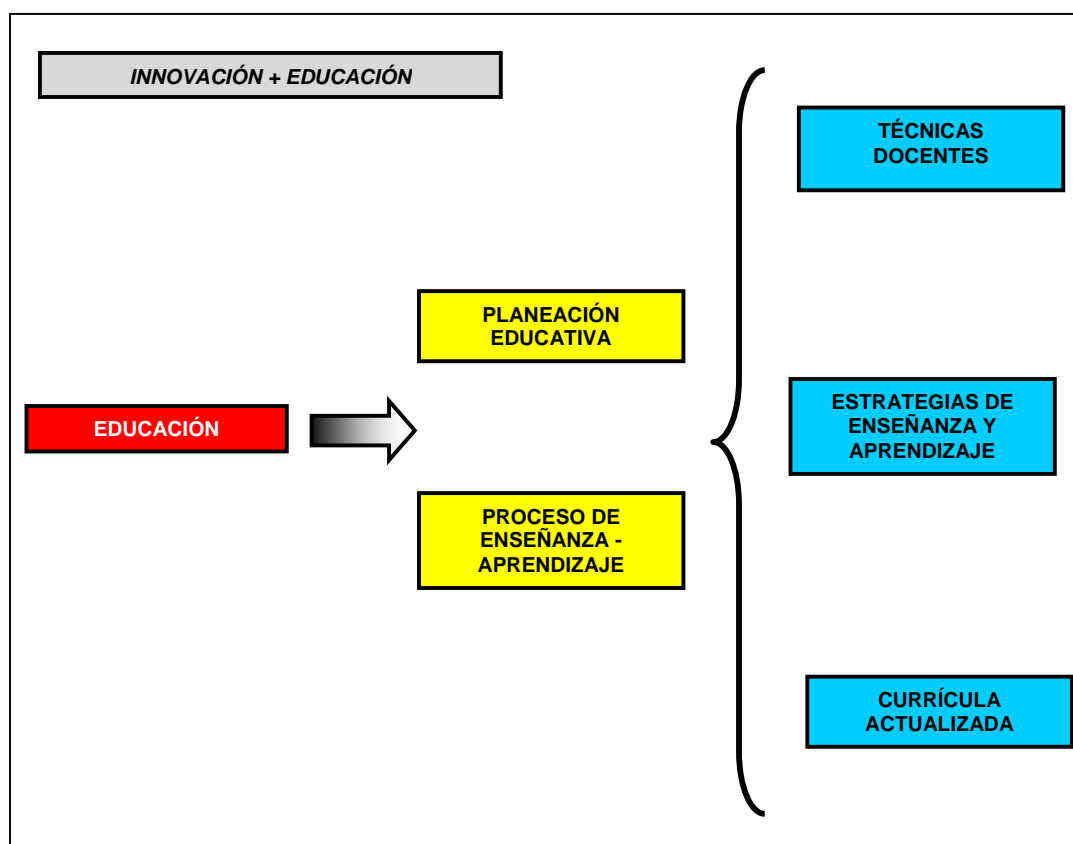 INNOVACIÓN + EDUCACIÓN
TÉCNICAS
DOCENTES
PLANEACIÓN
EDUCATIVA
EDUCACIÓN
ESTRATEGIAS DE
ENSEÑANZA Y
APRENDIZAJE
PROCESO DE
ENSEÑANZA -
APRENDIZAJE
CURRÍCULA
ACTUALIZADA